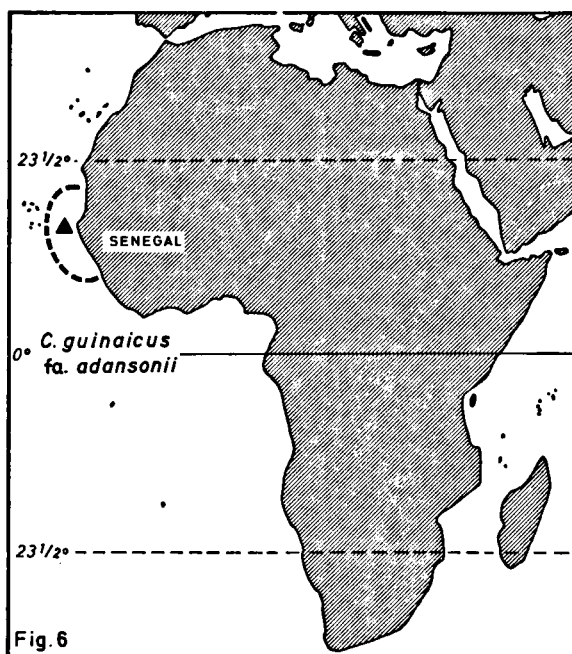 23 1/2°
SENEGAL
C. guinaicus
0°
fa. adansonii
23 1/2°
Fig. 6